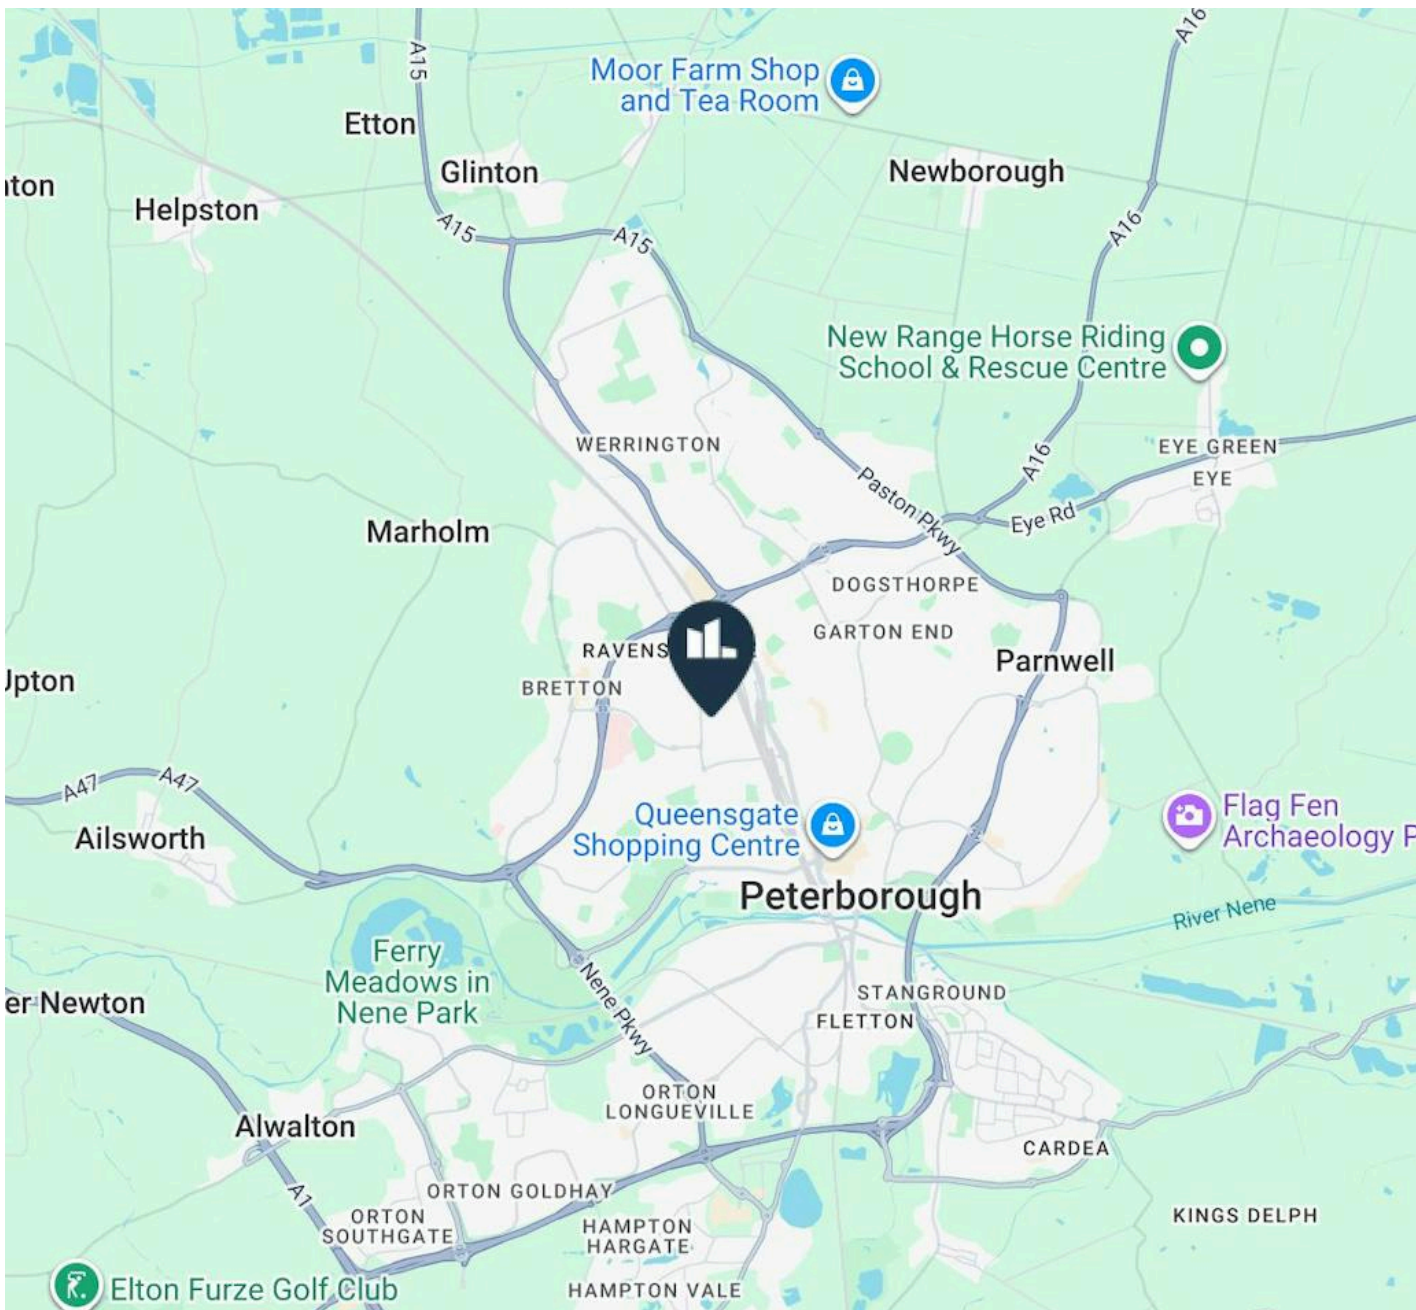 A16
A15
Moor Farm Shop
and Tea Room
Etton
Glinton
Newborough
Helpston
A15
A15
A16
New Range Horse Riding
School & Rescue Centre
WERRINGTON
EYE GREEN
A16
EYE
Paston Pkwy
Eye Rd
Marholm
DOGSTHORPE
GARTON END
RAVENS
Parnwell
BRETTON
A47
A47
Queensgate
Shopping Centre
Flag Fen
Archaeology
Ailsworth
Peterborough
River Nene
Ferry
Meadows in
Nene Park
Nene Pkwy
STANGROUND
FLETTON
er Newton
ORTON
LONGUEVILLE
Alwalton
CARDEA
A1
ORTON GOLDHAY
ORTON
SOUTHGATE
HAMPTON
HARGATE
KINGS DELPH
Elton Furze Golf Club
HAMPTON VALE